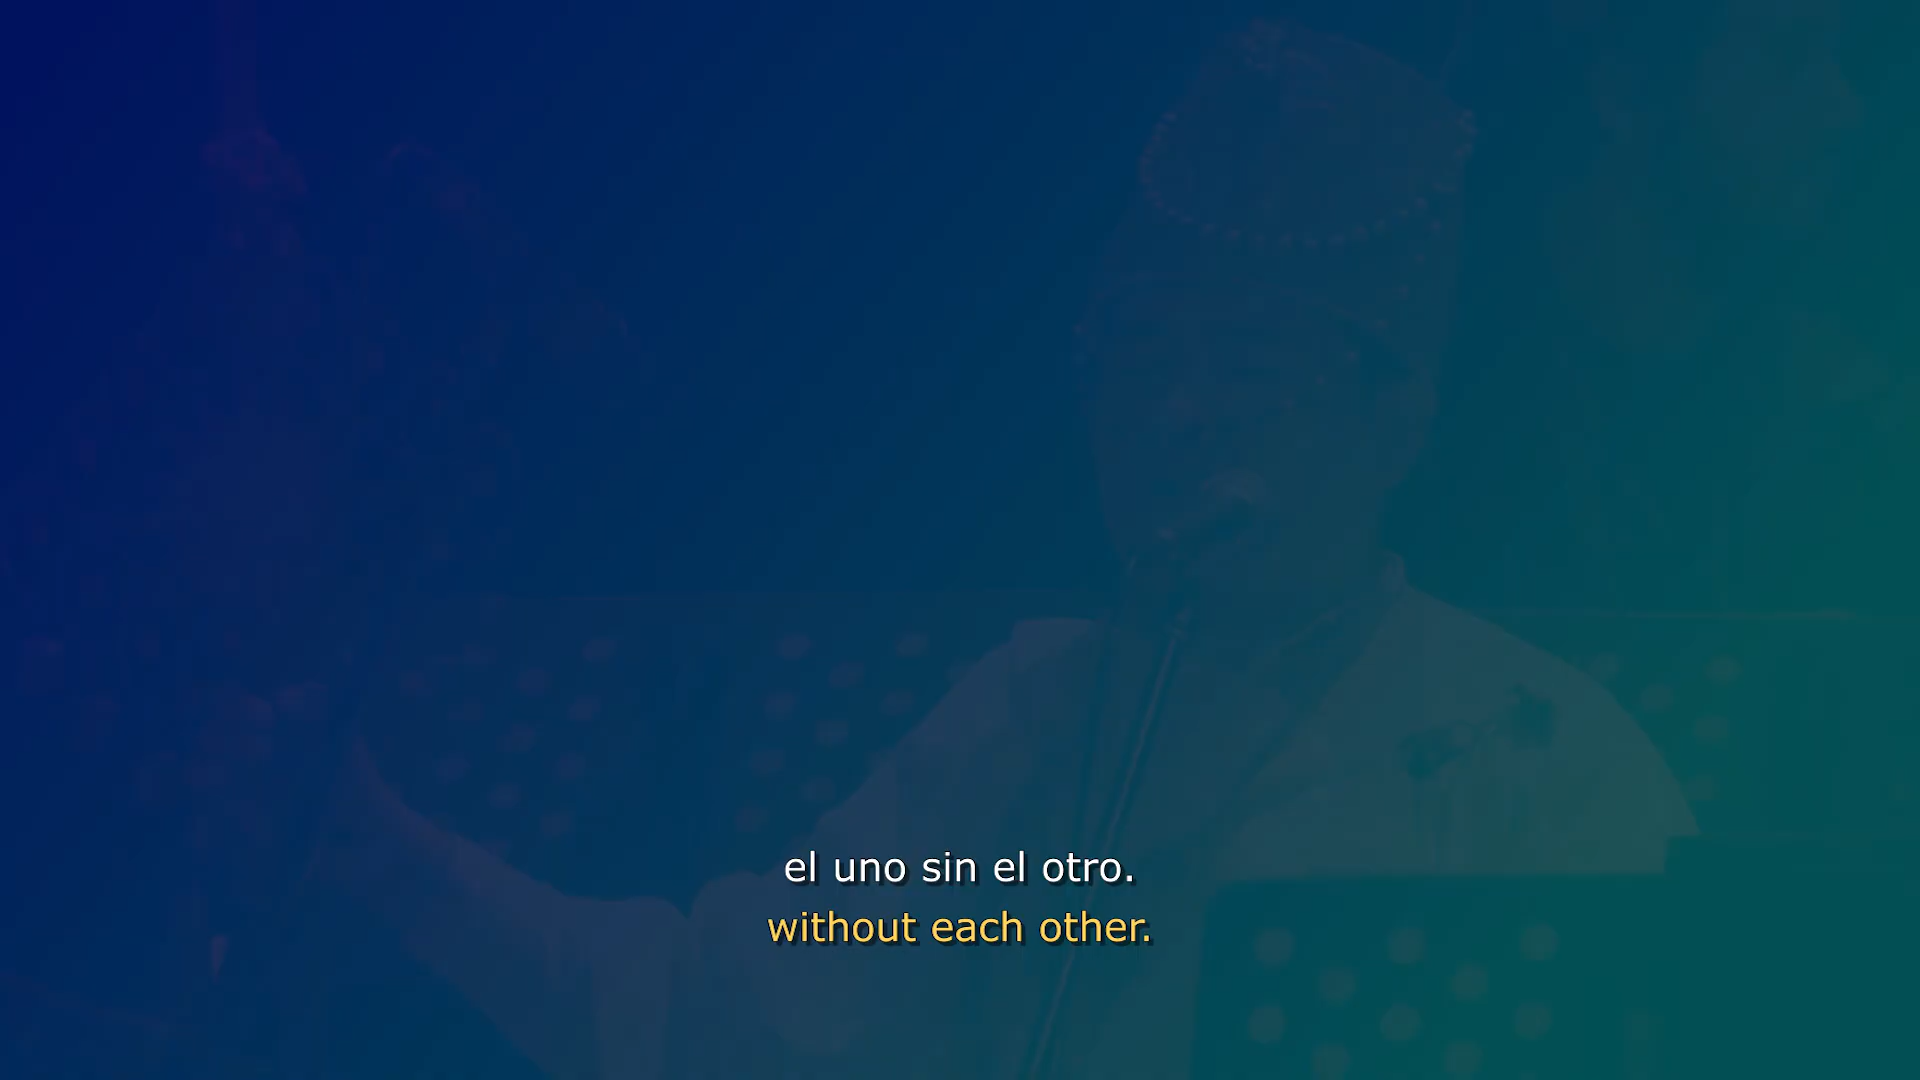 el uno sin el otro.
without each other.